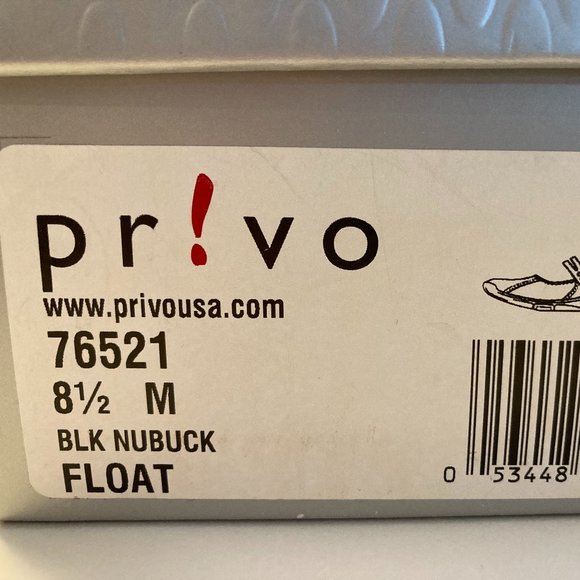 pr!vo
www.privousa.com
76521
8½ M
BLK NUBUCK
FLOAT
0 53448